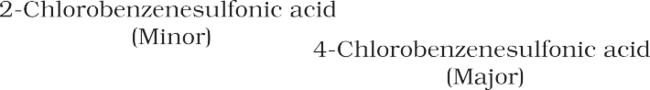 2-Chlorobenzenesulfonic acid
(Minor)
4-Chlorobenzenesulfonic acid
(Major)